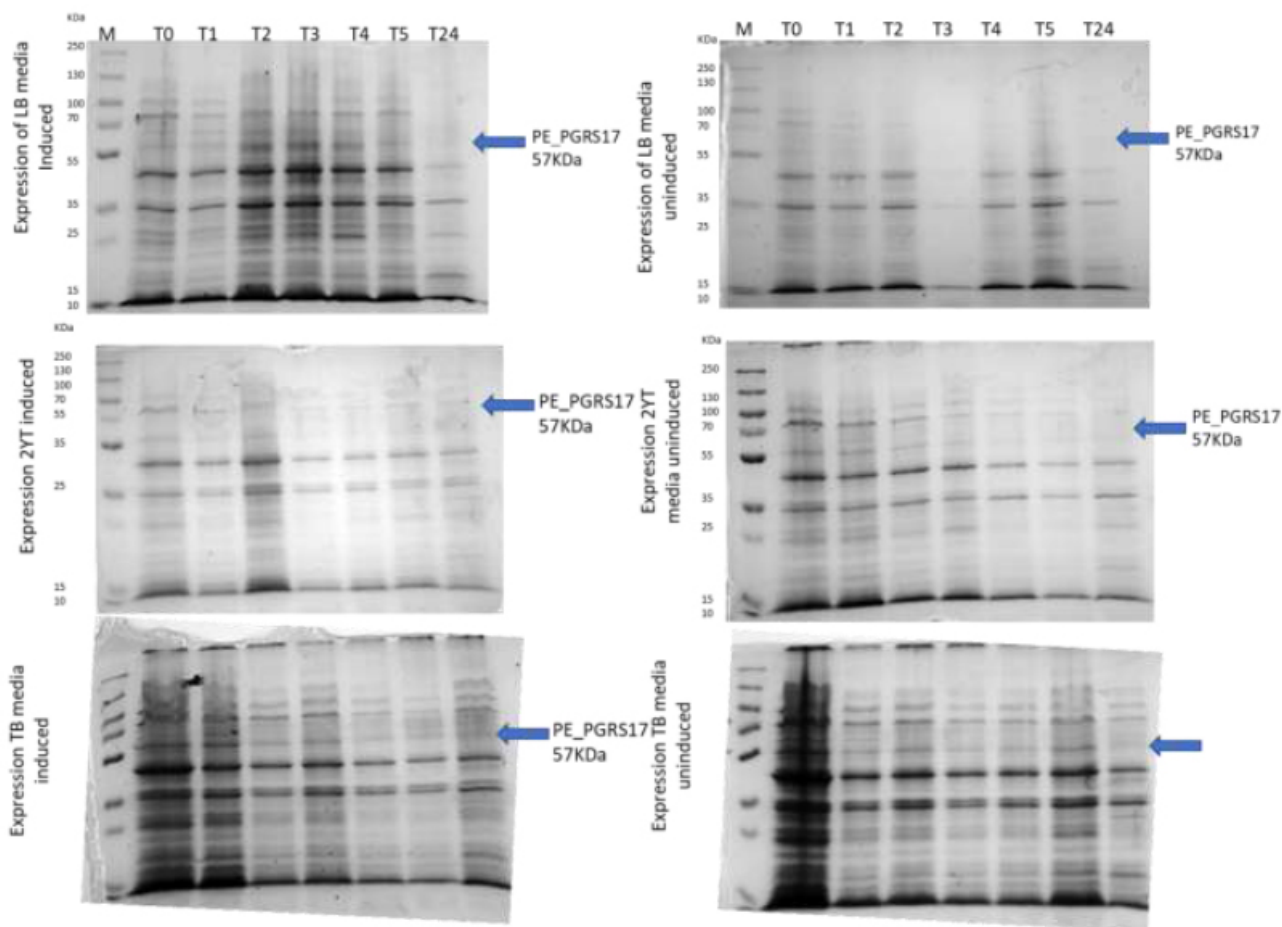 KDa
M T0 T1 T2 T3 T4 T5 T24
250
130
100
70
55
35
25
15
10
Expression of LB media
Induced
PE_PGRS17
57KDa
KDa
M T0 T1 T2 T3 T4 T5 T24
250
130
100
70
55
35
25
15
10
Expression of LB media
uninduced
PE_PGRS17
57KDa
KDa
250
130
100
70
55
35
25
15
10
Expression 2YT induced
PE_PGRS17
57KDa
KDa
250
130
100
70
55
35
25
15
10
Expression 2YT
media uninduced
PE_PGRS17
57KDa
Expression TB media
induced
PE_PGRS17
57KDa
Expression TB media
uninduced